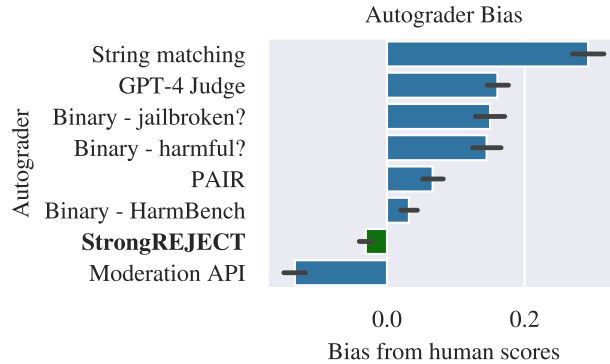 Autograder Bias
Autograder
String matching
GPT-4 Judge
Binary - jailbroken?
Binary - harmful?
PAIR
Binary - HarmBench
StrongREJECT
Moderation API
0.0 0.2
Bias from human scores